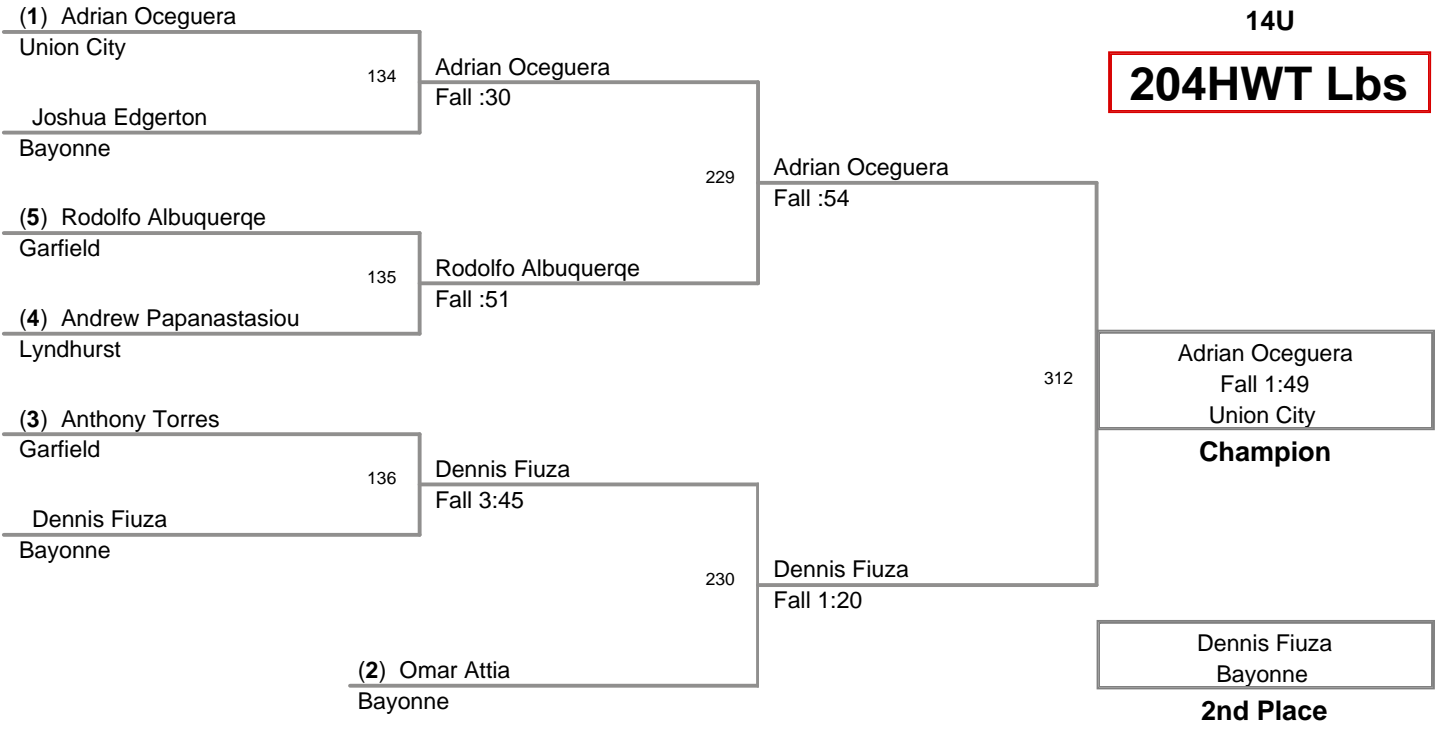 (1) Adrian Oceguera
Union City
134
Joshua Edgerton
Bayonne
Adrian Oceguera
Fall :30
14U
204HWT Lbs
229
Adrian Oceguera
Fall :54
(5) Rodolfo Albuquerqe
Garfield
135
(4) Andrew Papanastasiou
Lyndhurst
Rodolfo Albuquerqe
Fall :51
312
Adrian Oceguera
Fall 1:49
Union City
Champion
(3) Anthony Torres
Garfield
136
Dennis Fiuza
Bayonne
Dennis Fiuza
Fall 3:45
230
Dennis Fiuza
Fall 1:20
(2) Omar Attia
Bayonne
Dennis Fiuza
Bayonne
2nd Place